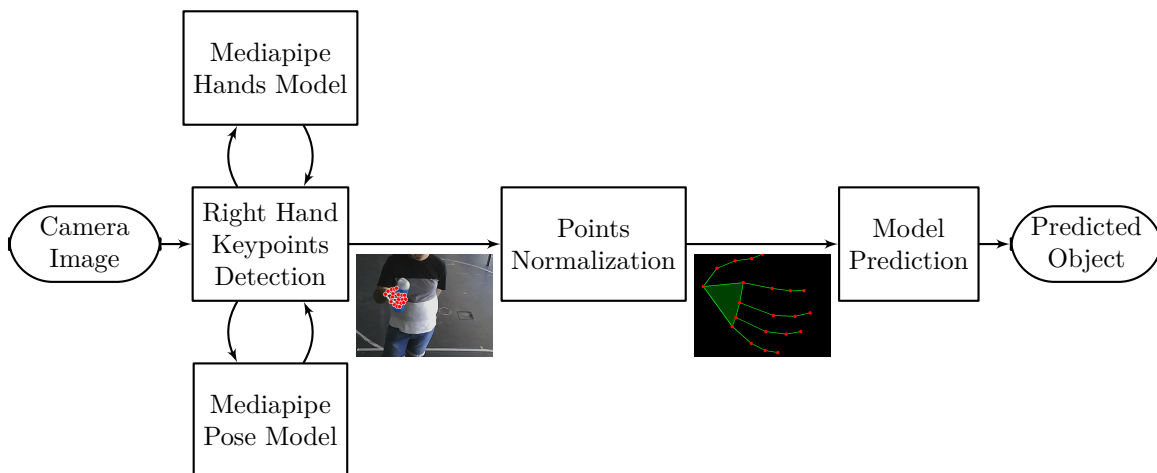 Mediapipe
Hands Model
Camera
Image
Right Hand
Keypoints
Detection
Points
Normalization
Model
Prediction
Predicted
Object
Mediapipe
Pose Model